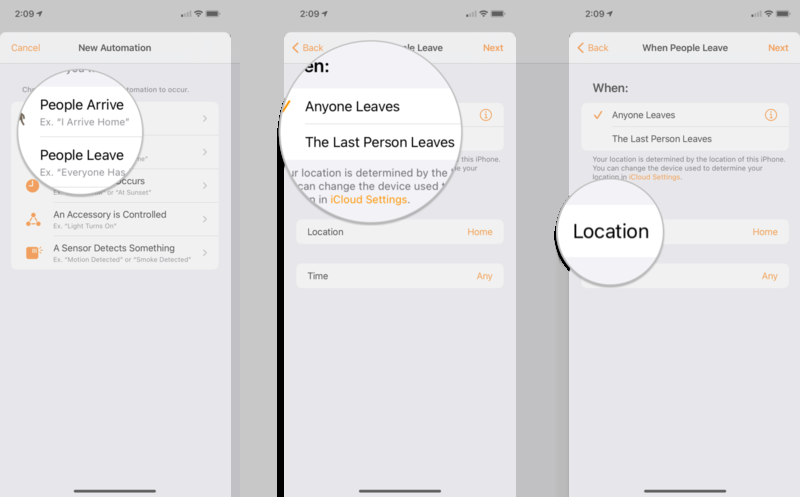 2:09
Cancel
New Automation
People Arrive
Ex. “I Arrive Home”
People Leave
Ex. “Everyone Has
tomation to occur.
Occurs
or “At Sunset”
An Accessory is Controlled
Ex. “Light Turns On”
A Sensor Detects Something
Ex. “Motion Detected” or “Smoke Detected”
2:09
Back
ple Leave
Next
en:
Anyone Leaves
The Last Person Leaves
ur location is determined by the
can change the device used t
n in iCloud Settings.
of this iPhone.
Location
Home
Time
Any
2:09
Back
When People Leave
Next
When:
Anyone Leaves
The Last Person Leaves
Your location is determined by the location of this iPhone.
You can change the device used to determine your
location in iCloud Settings.
Location
Home
Any